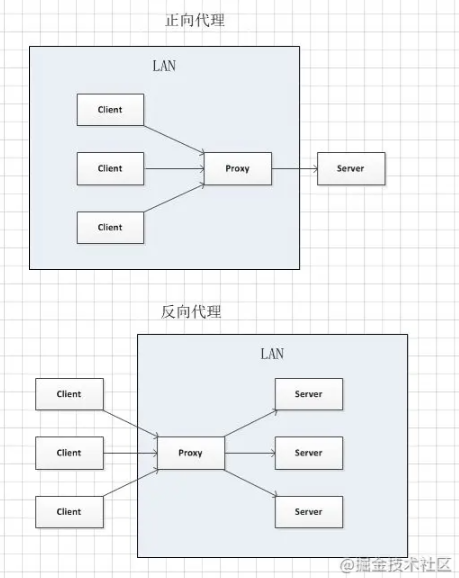 正向代理
LAN
Client
Client
Proxy
Server
Client
反向代理
LAN
Client
Server
Client
Proxy
Server
Client
Server
@掘金技术社区